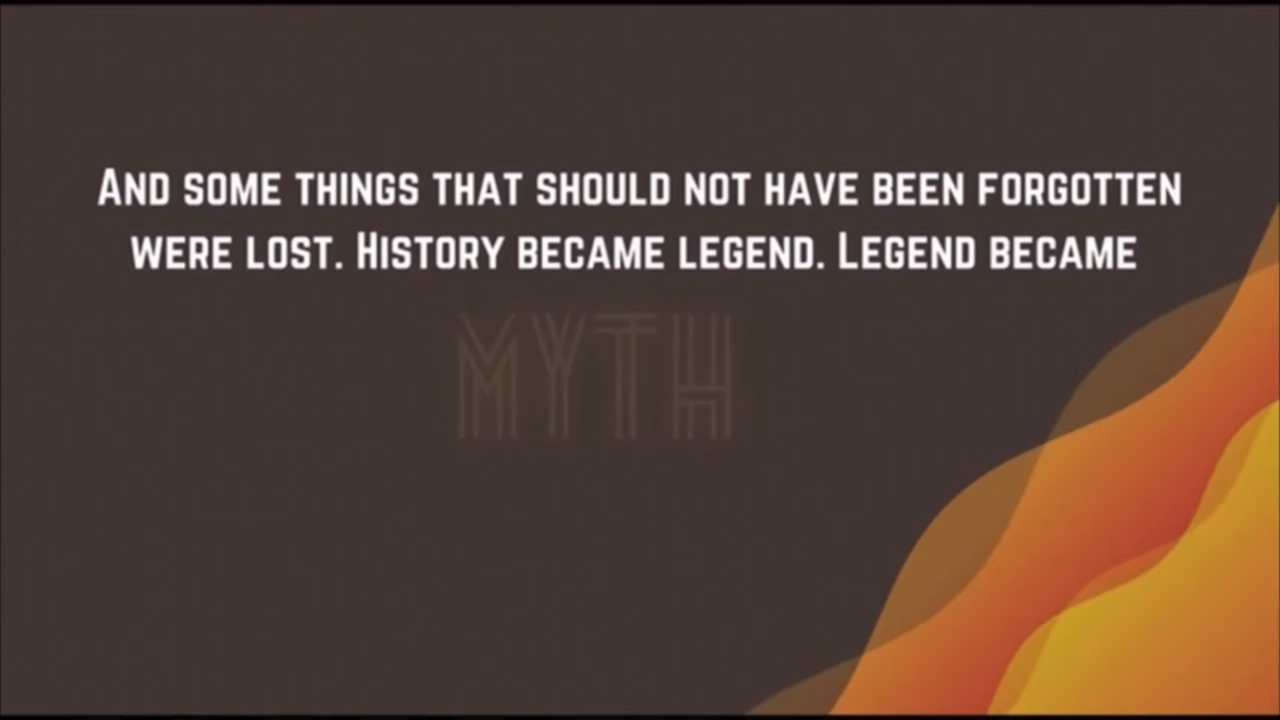 And some things that should not have been forgotten
were lost. History became legend. Legend became
MYTH